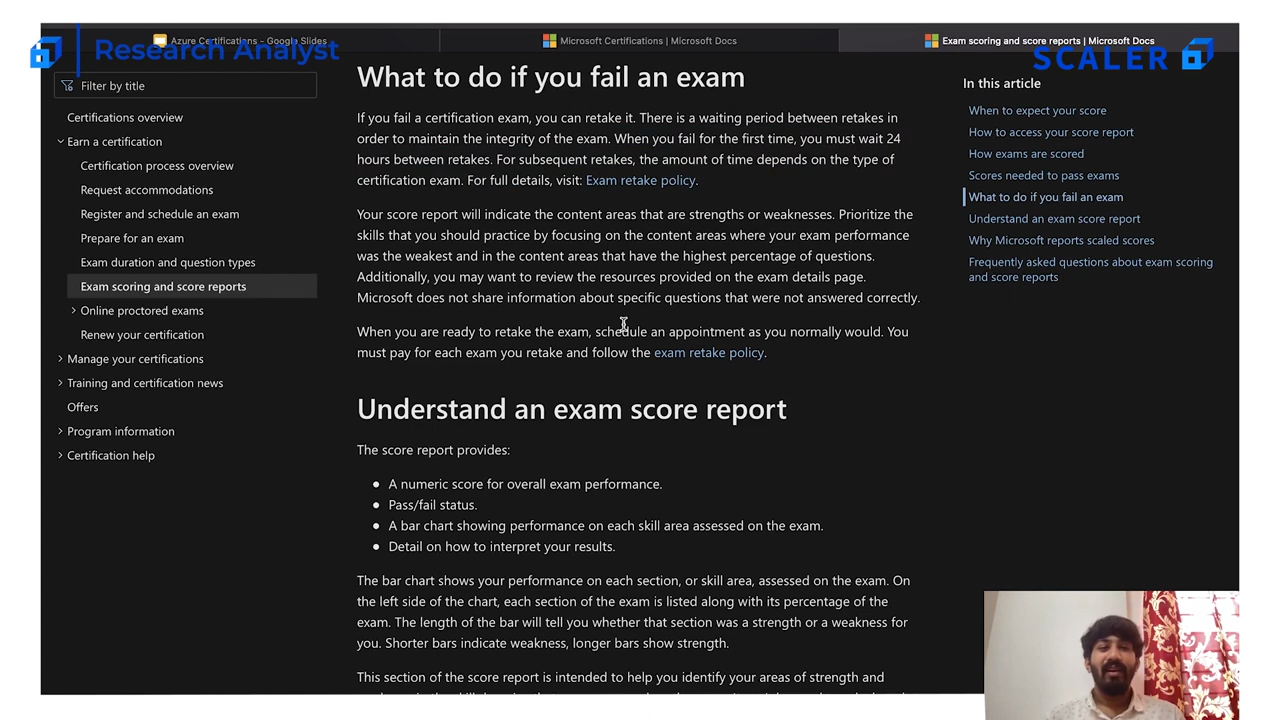 Azure Certifications - Google Slides
Microsoft Certifications | Microsoft Docs
Exam scoring and score reports | Microsoft Docs
Research Analyst
SCALER
Filter by title
Certifications overview
Earn a certification
Certification process overview
Request accommodations
Register and schedule an exam
Prepare for an exam
Exam duration and question types
Exam scoring and score reports
Online proctored exams
Renew your certification
Manage your certifications
Training and certification news
Offers
Program information
Certification help
What to do if you fail an exam
If you fail a certification exam, you can retake it. There is a waiting period between retakes in
order to maintain the integrity of the exam. When you fail for the first time, you must wait 24
hours between retakes. For subsequent retakes, the amount of time depends on the type of
certification exam. For full details, visit: Exam retake policy.
Your score report will indicate the content areas that are strengths or weaknesses. Prioritize the
skills that you should practice by focusing on the content areas where your exam performance
was the weakest and in the content areas that have the highest percentage of questions.
Additionally, you may want to review the resources provided on the exam details page.
Microsoft does not share information about specific questions that were not answered correctly.
When you are ready to retake the exam, schedule an appointment as you normally would. You
must pay for each exam you retake and follow the exam retake policy.
Understand an exam score report
The score report provides:
A numeric score for overall exam performance.
Pass/fail status.
A bar chart showing performance on each skill area assessed on the exam.
Detail on how to interpret your results.
The bar chart shows your performance on each section, or skill area, assessed on the exam. On
the left side of the chart, each section of the exam is listed along with its percentage of the
exam. The length of the bar will tell you whether that section was a strength or a weakness for
you. Shorter bars indicate weakness, longer bars show strength.
This section of the score report is intended to help you identify your areas of strength and
In this article
When to expect your score
How to access your score report
How exams are scored
Scores needed to pass exams
What to do if you fail an exam
Understand an exam score report
Why Microsoft reports scaled scores
Frequently asked questions about exam scoring
and score reports